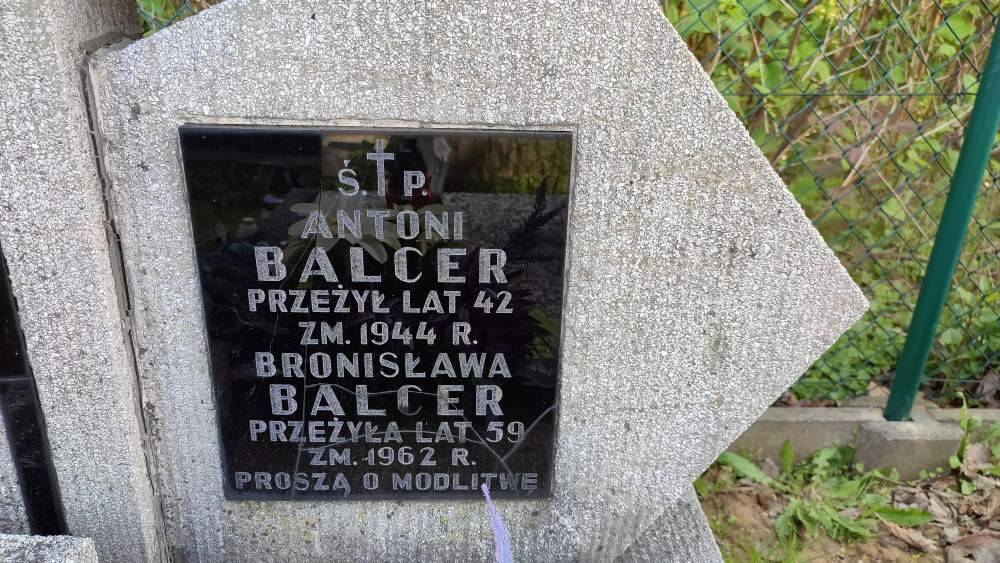 Ś.†P.
ANTONI
BALCER
PRZEŻYŁ LAT 42
ZM. 1944 R.
BRONISŁAWA
BALCER
PRZEŻYŁA LAT 59
ZM. 1962 R.
PROSZĄ O MODLITWĘ